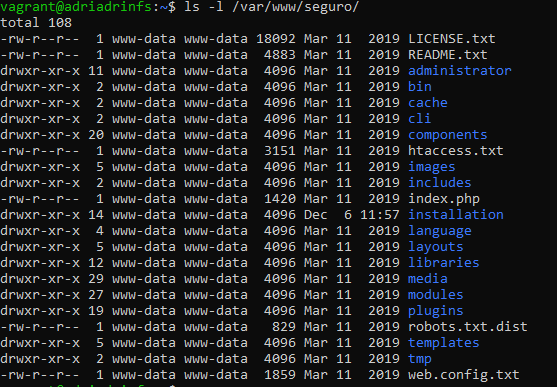 vagrant@adriadrinfs:~$ ls -l /var/www/seguro/
total 108
-rw-r--r--  1 www-data www-data 18092 Mar 11  2019 LICENSE.txt
-rw-r--r--  1 www-data www-data  4883 Mar 11  2019 README.txt
drwxr-xr-x 11 www-data www-data  4096 Mar 11  2019 administrator
drwxr-xr-x  2 www-data www-data  4096 Mar 11  2019 bin
drwxr-xr-x  2 www-data www-data  4096 Mar 11  2019 cache
drwxr-xr-x  2 www-data www-data  4096 Mar 11  2019 cli
drwxr-xr-x 20 www-data www-data  4096 Mar 11  2019 components
-rw-r--r--  1 www-data www-data  3151 Mar 11  2019 htaccess.txt
drwxr-xr-x  5 www-data www-data  4096 Mar 11  2019 images
drwxr-xr-x  2 www-data www-data  4096 Mar 11  2019 includes
-rw-r--r--  1 www-data www-data  1420 Mar 11  2019 index.php
drwxr-xr-x 14 www-data www-data  4096 Dec  6 11:57 installation
drwxr-xr-x  4 www-data www-data  4096 Mar 11  2019 language
drwxr-xr-x  5 www-data www-data  4096 Mar 11  2019 layouts
drwxr-xr-x 12 www-data www-data  4096 Mar 11  2019 libraries
drwxr-xr-x 29 www-data www-data  4096 Mar 11  2019 media
drwxr-xr-x 27 www-data www-data  4096 Mar 11  2019 modules
drwxr-xr-x 19 www-data www-data  4096 Mar 11  2019 plugins
-rw-r--r--  1 www-data www-data   829 Mar 11  2019 robots.txt.dist
drwxr-xr-x  5 www-data www-data  4096 Mar 11  2019 templates
drwxr-xr-x  2 www-data www-data  4096 Mar 11  2019 tmp
-rw-r--r--  1 www-data www-data  1859 Mar 11  2019 web.config.txt